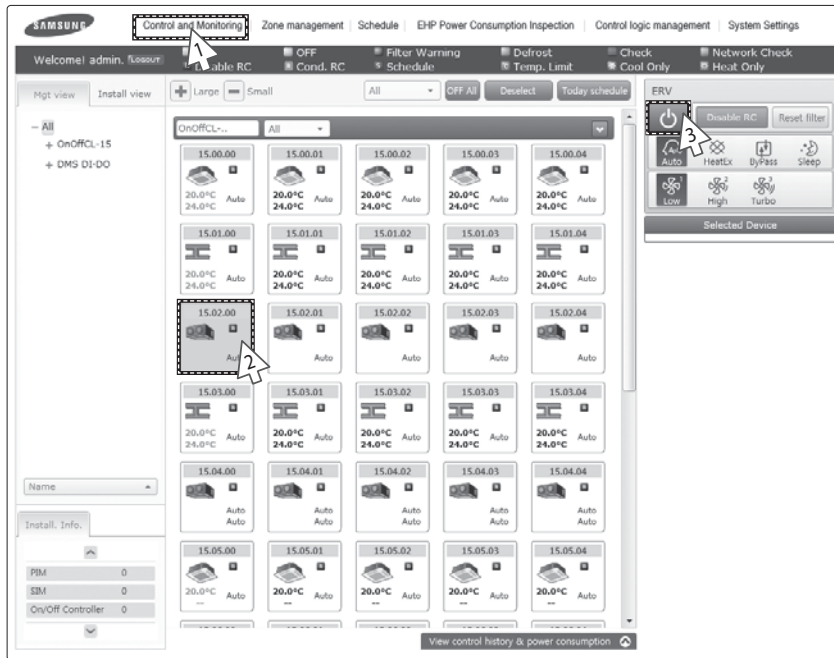 SAMSUNG
Control and Monitoring Zone management Schedule EHP Power Consumption Inspection Control logic management System Settings
1
Welcome! admin. Logout
OFF Filter Warning Defrost Check Network Check
RC Cond. RC Schedule Temp. Limit Cool Only Heat Only
Mgt view Install view
Large Small All OFF All Deselect Today schedule
ERV
Disable RC Reset filter
3
Auto HeatEx ByPass Sleep
Low High Turbo
Selected Device
All
OnOffCL-15
DMS DI-DO
OnOffCL-.. All
15.00.00 15.00.01 15.00.02 15.00.03 15.00.04
20.0°C 20.0°C 20.0°C 20.0°C 20.0°C
Auto Auto Auto Auto Auto
24.0°C 24.0°C 24.0°C 24.0°C 24.0°C
15.01.00 15.01.01 15.01.02 15.01.03 15.01.04
20.0°C 20.0°C 20.0°C 20.0°C 20.0°C
Auto Auto Auto Auto Auto
24.0°C 24.0°C 24.0°C 24.0°C 24.0°C
15.02.00 15.02.01 15.02.02 15.02.03 15.02.04
Auto Auto Auto Auto
2
15.03.00 15.03.01 15.03.02 15.03.03 15.03.04
20.0°C 20.0°C 20.0°C 20.0°C 20.0°C
Auto Auto Auto Auto Auto
24.0°C 24.0°C 24.0°C 24.0°C 24.0°C
15.04.00 15.04.01 15.04.02 15.04.03 15.04.04
Auto Auto Auto Auto Auto
Auto Auto Auto Auto Auto
15.05.00 15.05.01 15.05.02 15.05.03 15.05.04
20.0°C 20.0°C 20.0°C 20.0°C 20.0°C
Auto Auto Auto Auto Auto
-- -- -- -- --
Name
Install. Info.
PIM 0
SIM 0
On/Off Controller 0
View control history & power consumption